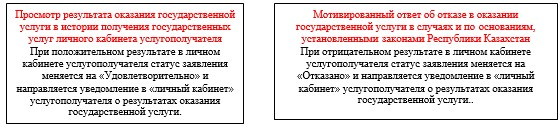 Просмотр результата оказания государственной
услуги в истории получения государственных
услуг личного кабинета услугополучателя
При положительном результате в личном
кабинете услугополучателя статус заявления
меняется на «Удовлетворительно» и
направляется уведомление в «личный кабинет»
услугополучателя о результатах оказания
государственной услуги.
Мотивированный ответ об отказе в оказании
государственной услуги в случаях и по основаниям,
установленными законами Республики Казахстан
При отрицательном результате в личном кабинете
услугополучателя статус заявления меняется на
«Отказано» и направляется уведомление в «личный
кабинет» услугополучателя о результатах оказания
государственной услуги..